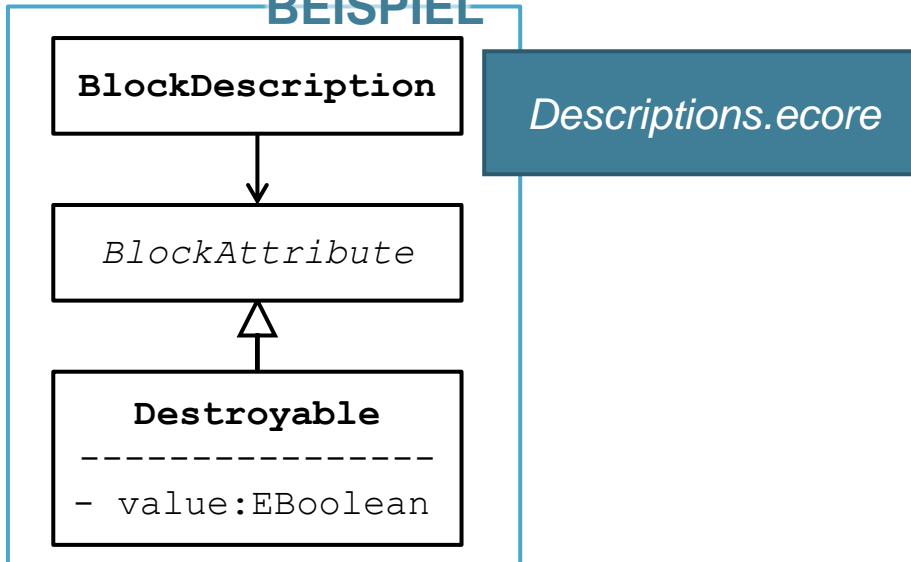 BEISPIEL
BlockDescription
Descriptions.ecore
BlockAttribute
Destroyable
----------------
- value:EBoolean